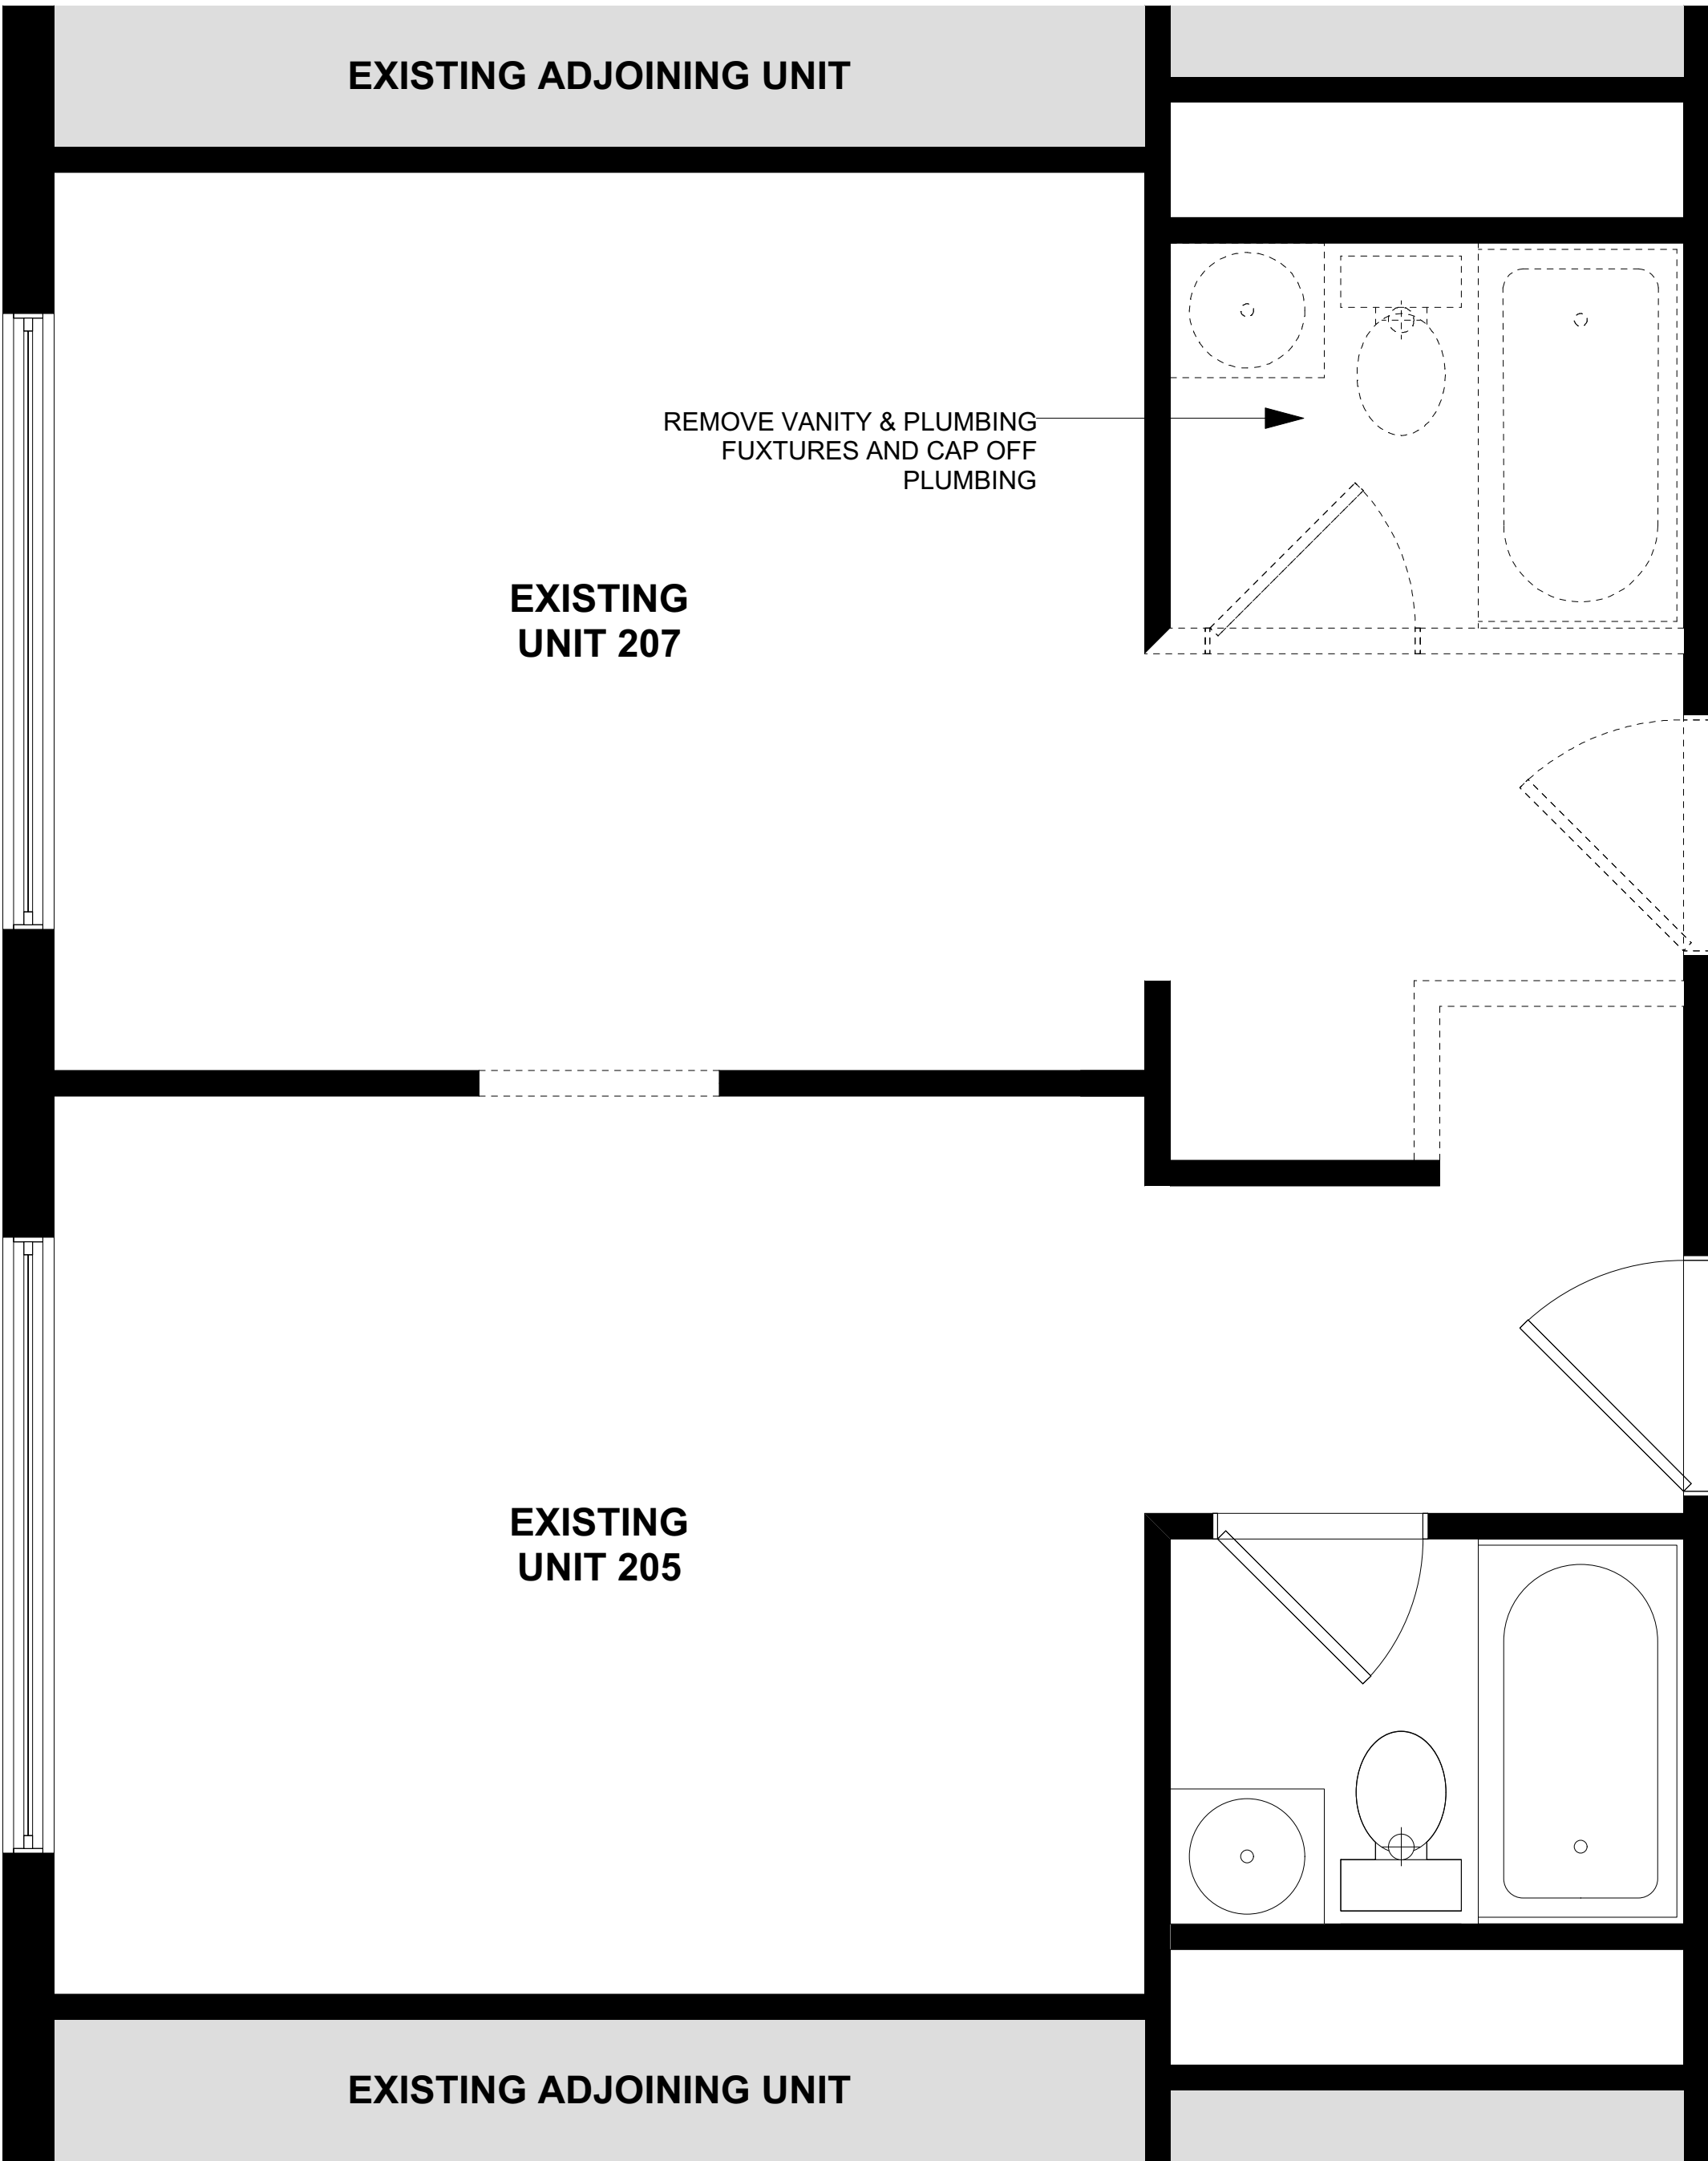 EXISTING ADJOINING UNIT
REMOVE VANITY & PLUMBING
FUXTURES AND CAP OFF
PLUMBING
EXISTING
UNIT 207
EXISTING
UNIT 205
EXISTING ADJOINING UNIT